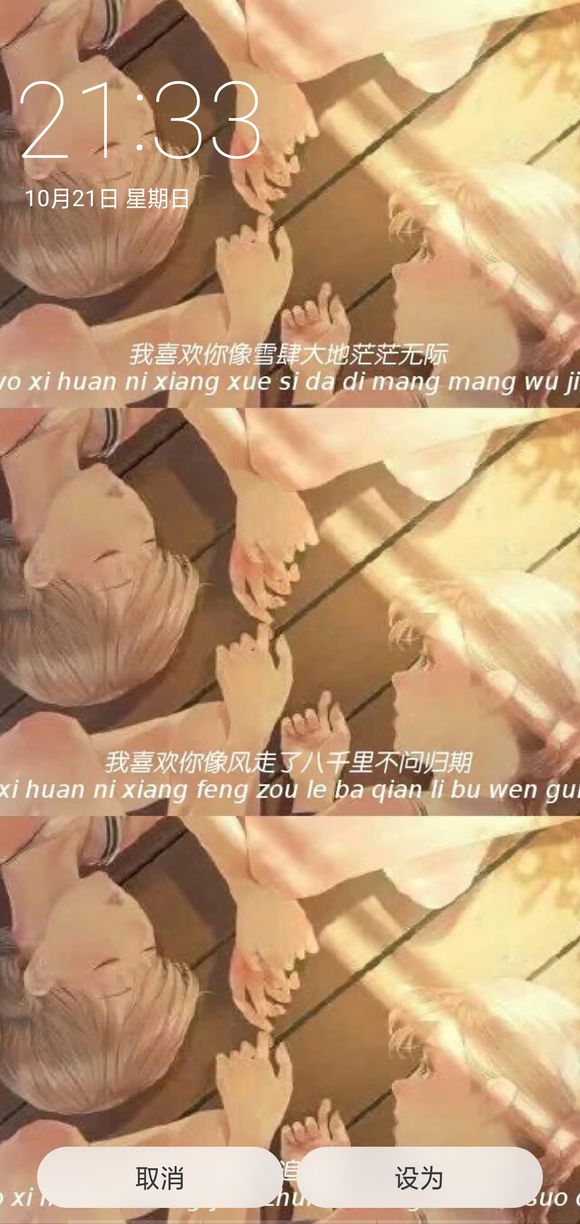 21:33
10月21日 星期日
我喜欢你像雪肆大地茫茫无际
wo xi huan ni xiang xue si da di mang mang wu ji
我喜欢你像风走了八千里不问归期
xi huan ni xiang feng zou le ba qian li bu wen gui
取消
设为